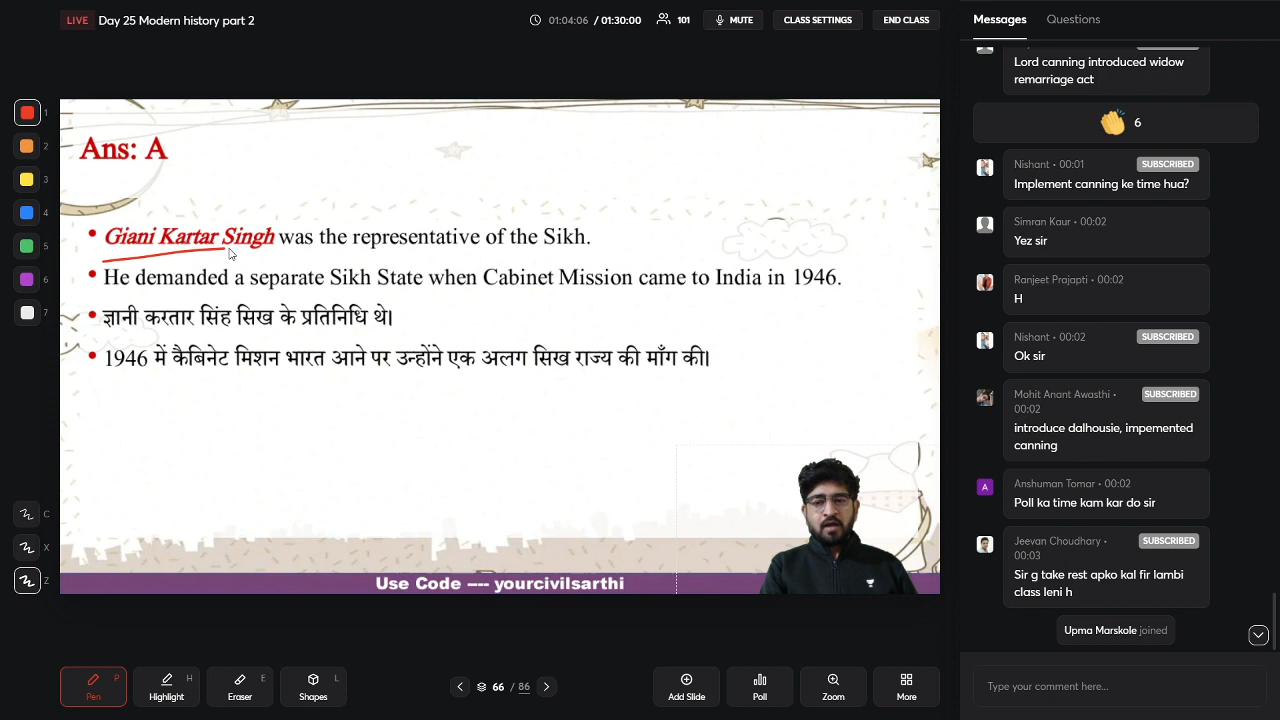 LIVE Day 25 Modern history part 2
01:04:06 / 01:30:00 101 MUTE CLASS SETTINGS END CLASS
1
2
3
4
5
6
7
C
X
Z
Ans: A
• Giani Kartar Singh was the representative of the Sikh.
• He demanded a separate Sikh State when Cabinet Mission came to India in 1946.
• ज्ञानी करतार सिंह सिख के प्रतिनिधि थे।
• 1946 में कैबिनेट मिशन भारत आने पर उन्होंने एक अलग सिख राज्य की माँग की।
Use Code ---- yourcivilsarthi
Pen P
Highlight H
Eraser E
Shapes L
66 / 86
Add Slide
Poll
Zoom
More
Messages Questions
Lord canning introduced widow
remarriage act
6
Nishant • 00:01 SUBSCRIBED
Implement canning ke time hua?
Simran Kaur • 00:02
Yez sir
Ranjeet Prajapti • 00:02
H
Nishant • 00:02 SUBSCRIBED
Ok sir
Mohit Anant Awasthi • SUBSCRIBED
00:02
introduce dalhousie, impemented
canning
A
Anshuman Tomar • 00:02
Poll ka time kam kar do sir
Jeevan Choudhary • SUBSCRIBED
00:03
Sir g take rest apko kal fir lambi
class leni h
Upma Marskole joined
Type your comment here...